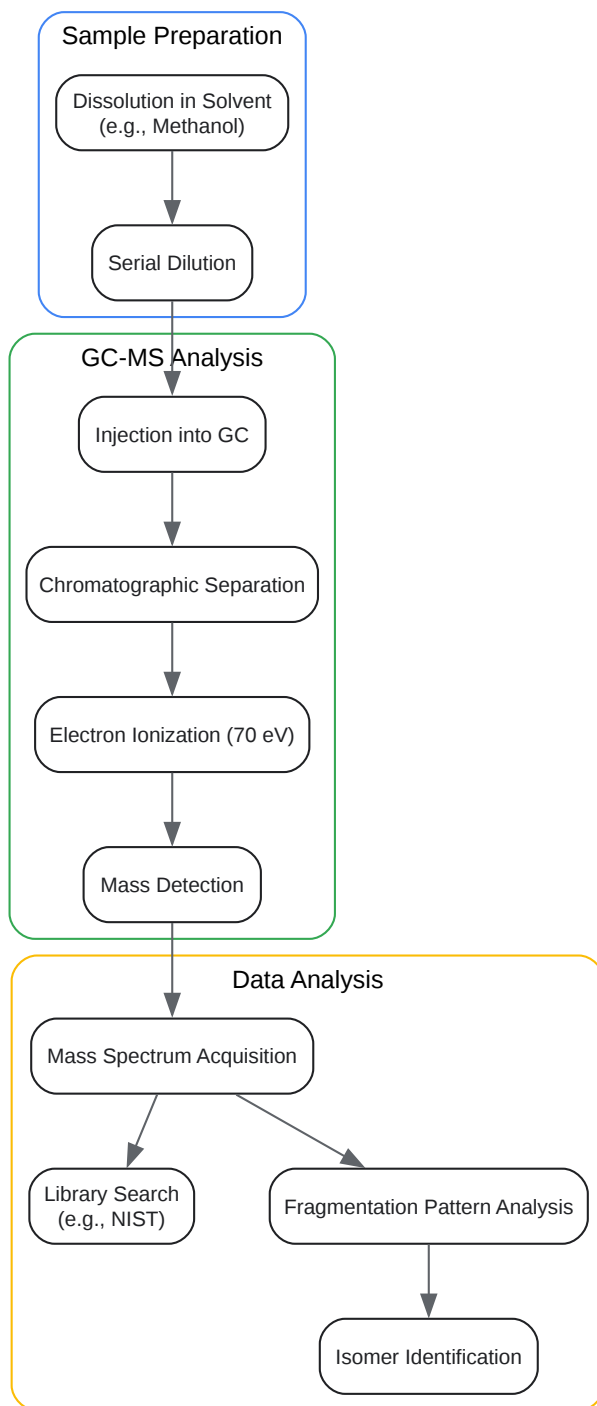 Sample Preparation
Dissolution in Solvent
(e.g., Methanol)
Serial Dilution
GC-MS Analysis
Injection into GC
Chromatographic Separation
Electron Ionization (70 eV)
Mass Detection
Data Analysis
Mass Spectrum Acquisition
Library Search
(e.g., NIST)
Fragmentation Pattern Analysis
Isomer Identification